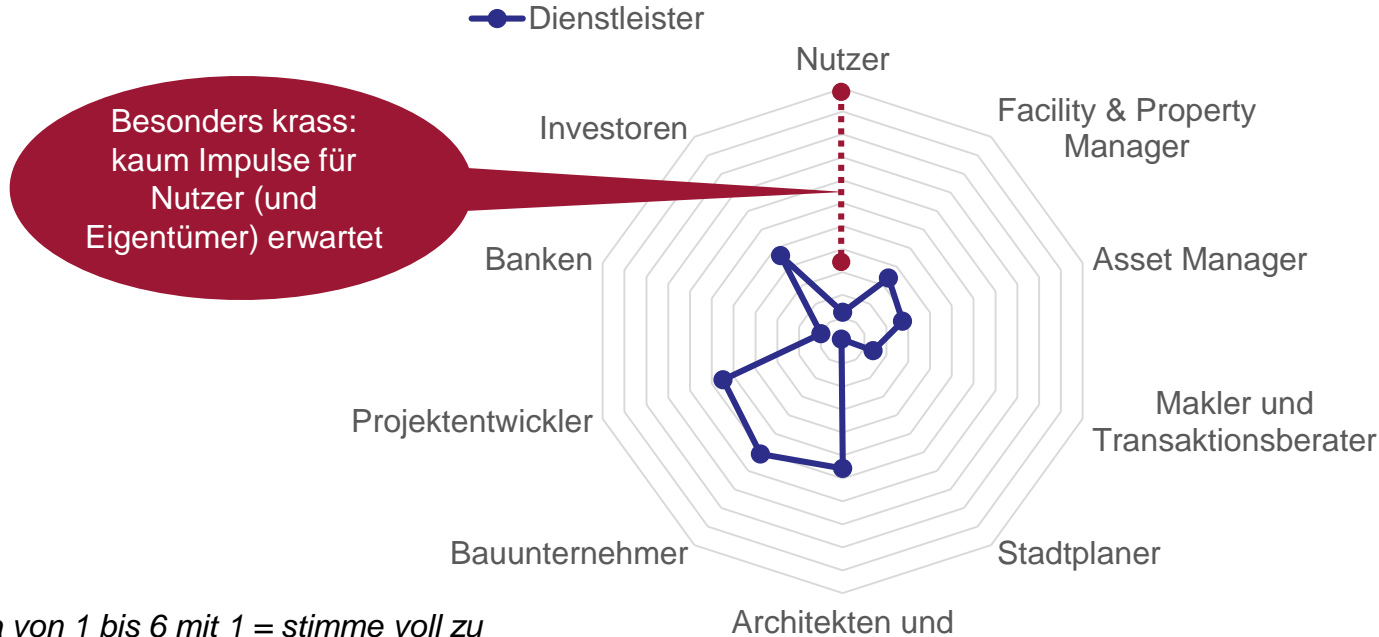 Dienstleister
Nutzer
Facility & Property
Manager
Asset Manager
Makler und
Transaktionsberater
Stadtplaner
Architekten und
Bauunternehmer
Projektentwickler
Banken
Investoren
Besonders krass:
kaum Impulse für
Nutzer (und
Eigentümer) erwartet
von 1 bis 6 mit 1 = stimme voll zu